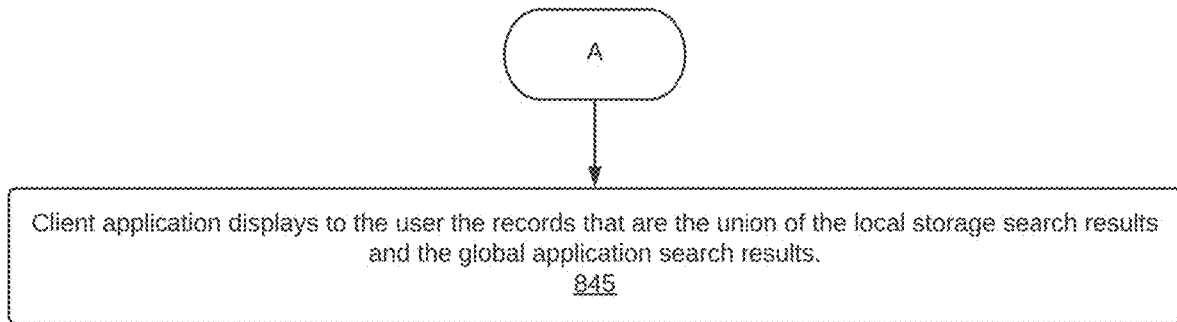 A
Client application displays to the user the records that are the union of the local storage search results
and the global application search results.
845